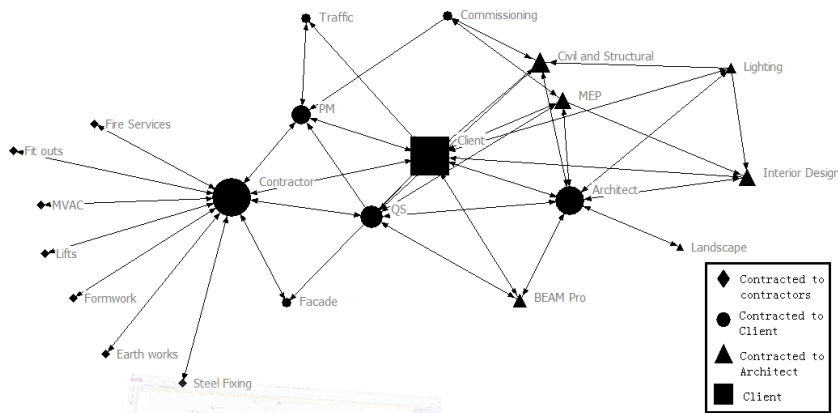 Traffic
Commissioning
Civil and Structural
Lighting
MEP
PM
Fire Services
Client
Fit outs
Interior Design
Contractor
Architect
MVAC
QS
Landscape
Lifts
Formwork
Facade
BEAM Pro
Earth works
Steel Fixing
Contracted to
contractors
Contracted to
Client
Contracted to
Architect
Client